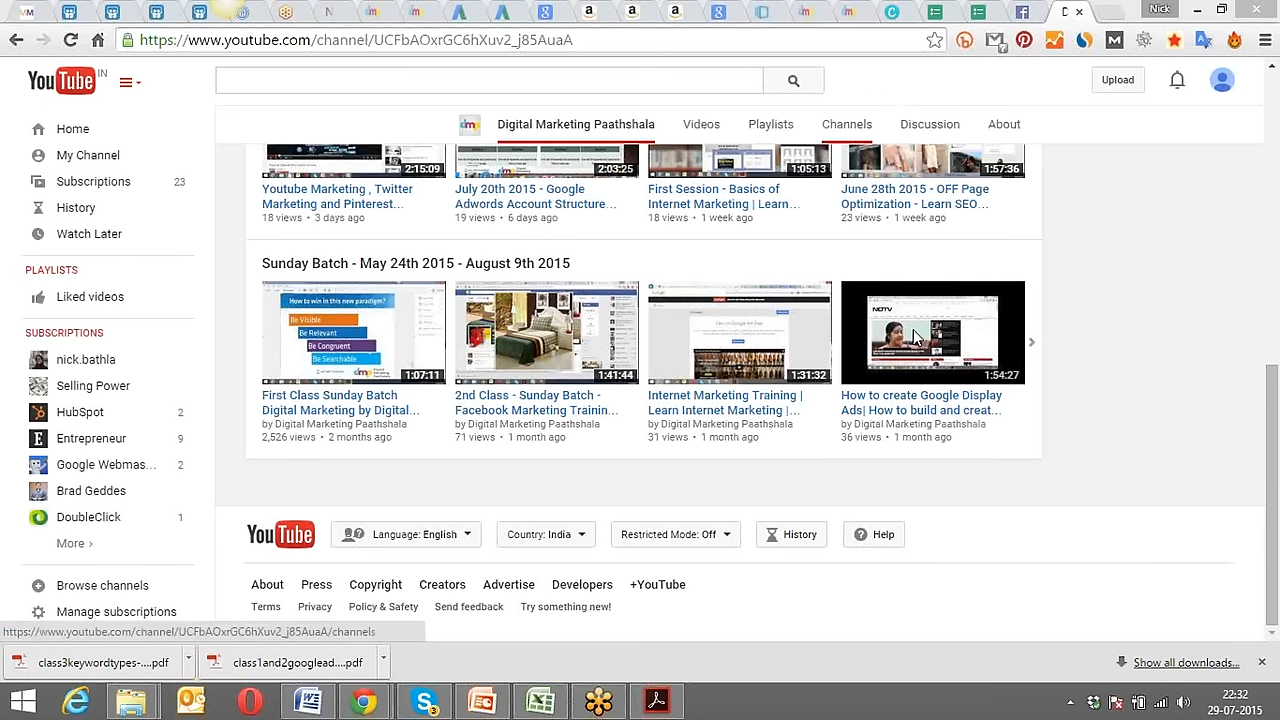 Nick
https://www.youtube.com/channel/UCFbAOxrGC6hXuv2_j85AuaA
YouTube IN
Upload
Digital Marketing Paathshala
Videos
Playlists
Channels
Discussion
About
Home
My Channel
Subscriptions 23
History
Watch Later
PLAYLISTS
Liked videos
SUBSCRIPTIONS
nick.bathla
Selling Power
HubSpot 2
Entrepreneur 9
Google Webmas... 2
Brad Geddes
DoubleClick 1
More ›
Browse channels
Manage subscriptions
2:15:09
2:03:25
1:05:13
1:57:36
Youtube Marketing , Twitter
Marketing and Pinterest...
18 views • 3 days ago
July 20th 2015 - Google
Adwords Account Structure...
19 views • 6 days ago
First Session - Basics of
Internet Marketing | Learn...
18 views • 1 week ago
June 28th 2015 - OFF Page
Optimization - Learn SEO...
23 views • 1 week ago
Sunday Batch - May 24th 2015 - August 9th 2015
How to win in this new paradigm?
Be Visible
Be Relevant
Be Congruent
Be Searchable
dmp
1:07:11
1:41:44
1:31:32
NDTV
1:54:27
First Class Sunday Batch
Digital Marketing by Digital...
by Digital Marketing Paathshala
2,526 views • 2 months ago
2nd Class - Sunday Batch -
Facebook Marketing Trainin...
by Digital Marketing Paathshala
71 views • 1 month ago
Internet Marketing Training |
Learn Internet Marketing |...
by Digital Marketing Paathshala
31 views • 1 month ago
How to create Google Display
Ads| How to build and creat...
by Digital Marketing Paathshala
36 views • 1 month ago
YouTube
Language: English
Country: India
Restricted Mode: Off
History
Help
About Press Copyright Creators Advertise Developers +YouTube
Terms Privacy Policy & Safety Send feedback Try something new!
https://www.youtube.com/channel/UCFbAOxrGC6hXuv2_j85AuaA/channels
class3keywordtypes-....pdf
class1and2googlead....pdf
Show all downloads...
22:32
29-07-2015